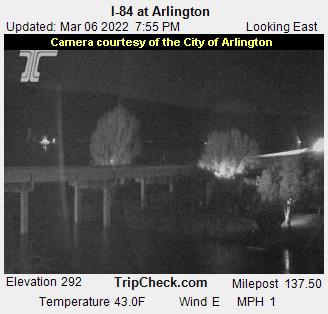 I-84 at Arlington
Updated: Mar 06 2022 7:55 PM Looking East
Camera courtesy of the City of Arlington
Elevation 292 TripCheck.com Milepost 137.50
Temperature 43.0F Wind E MPH 1